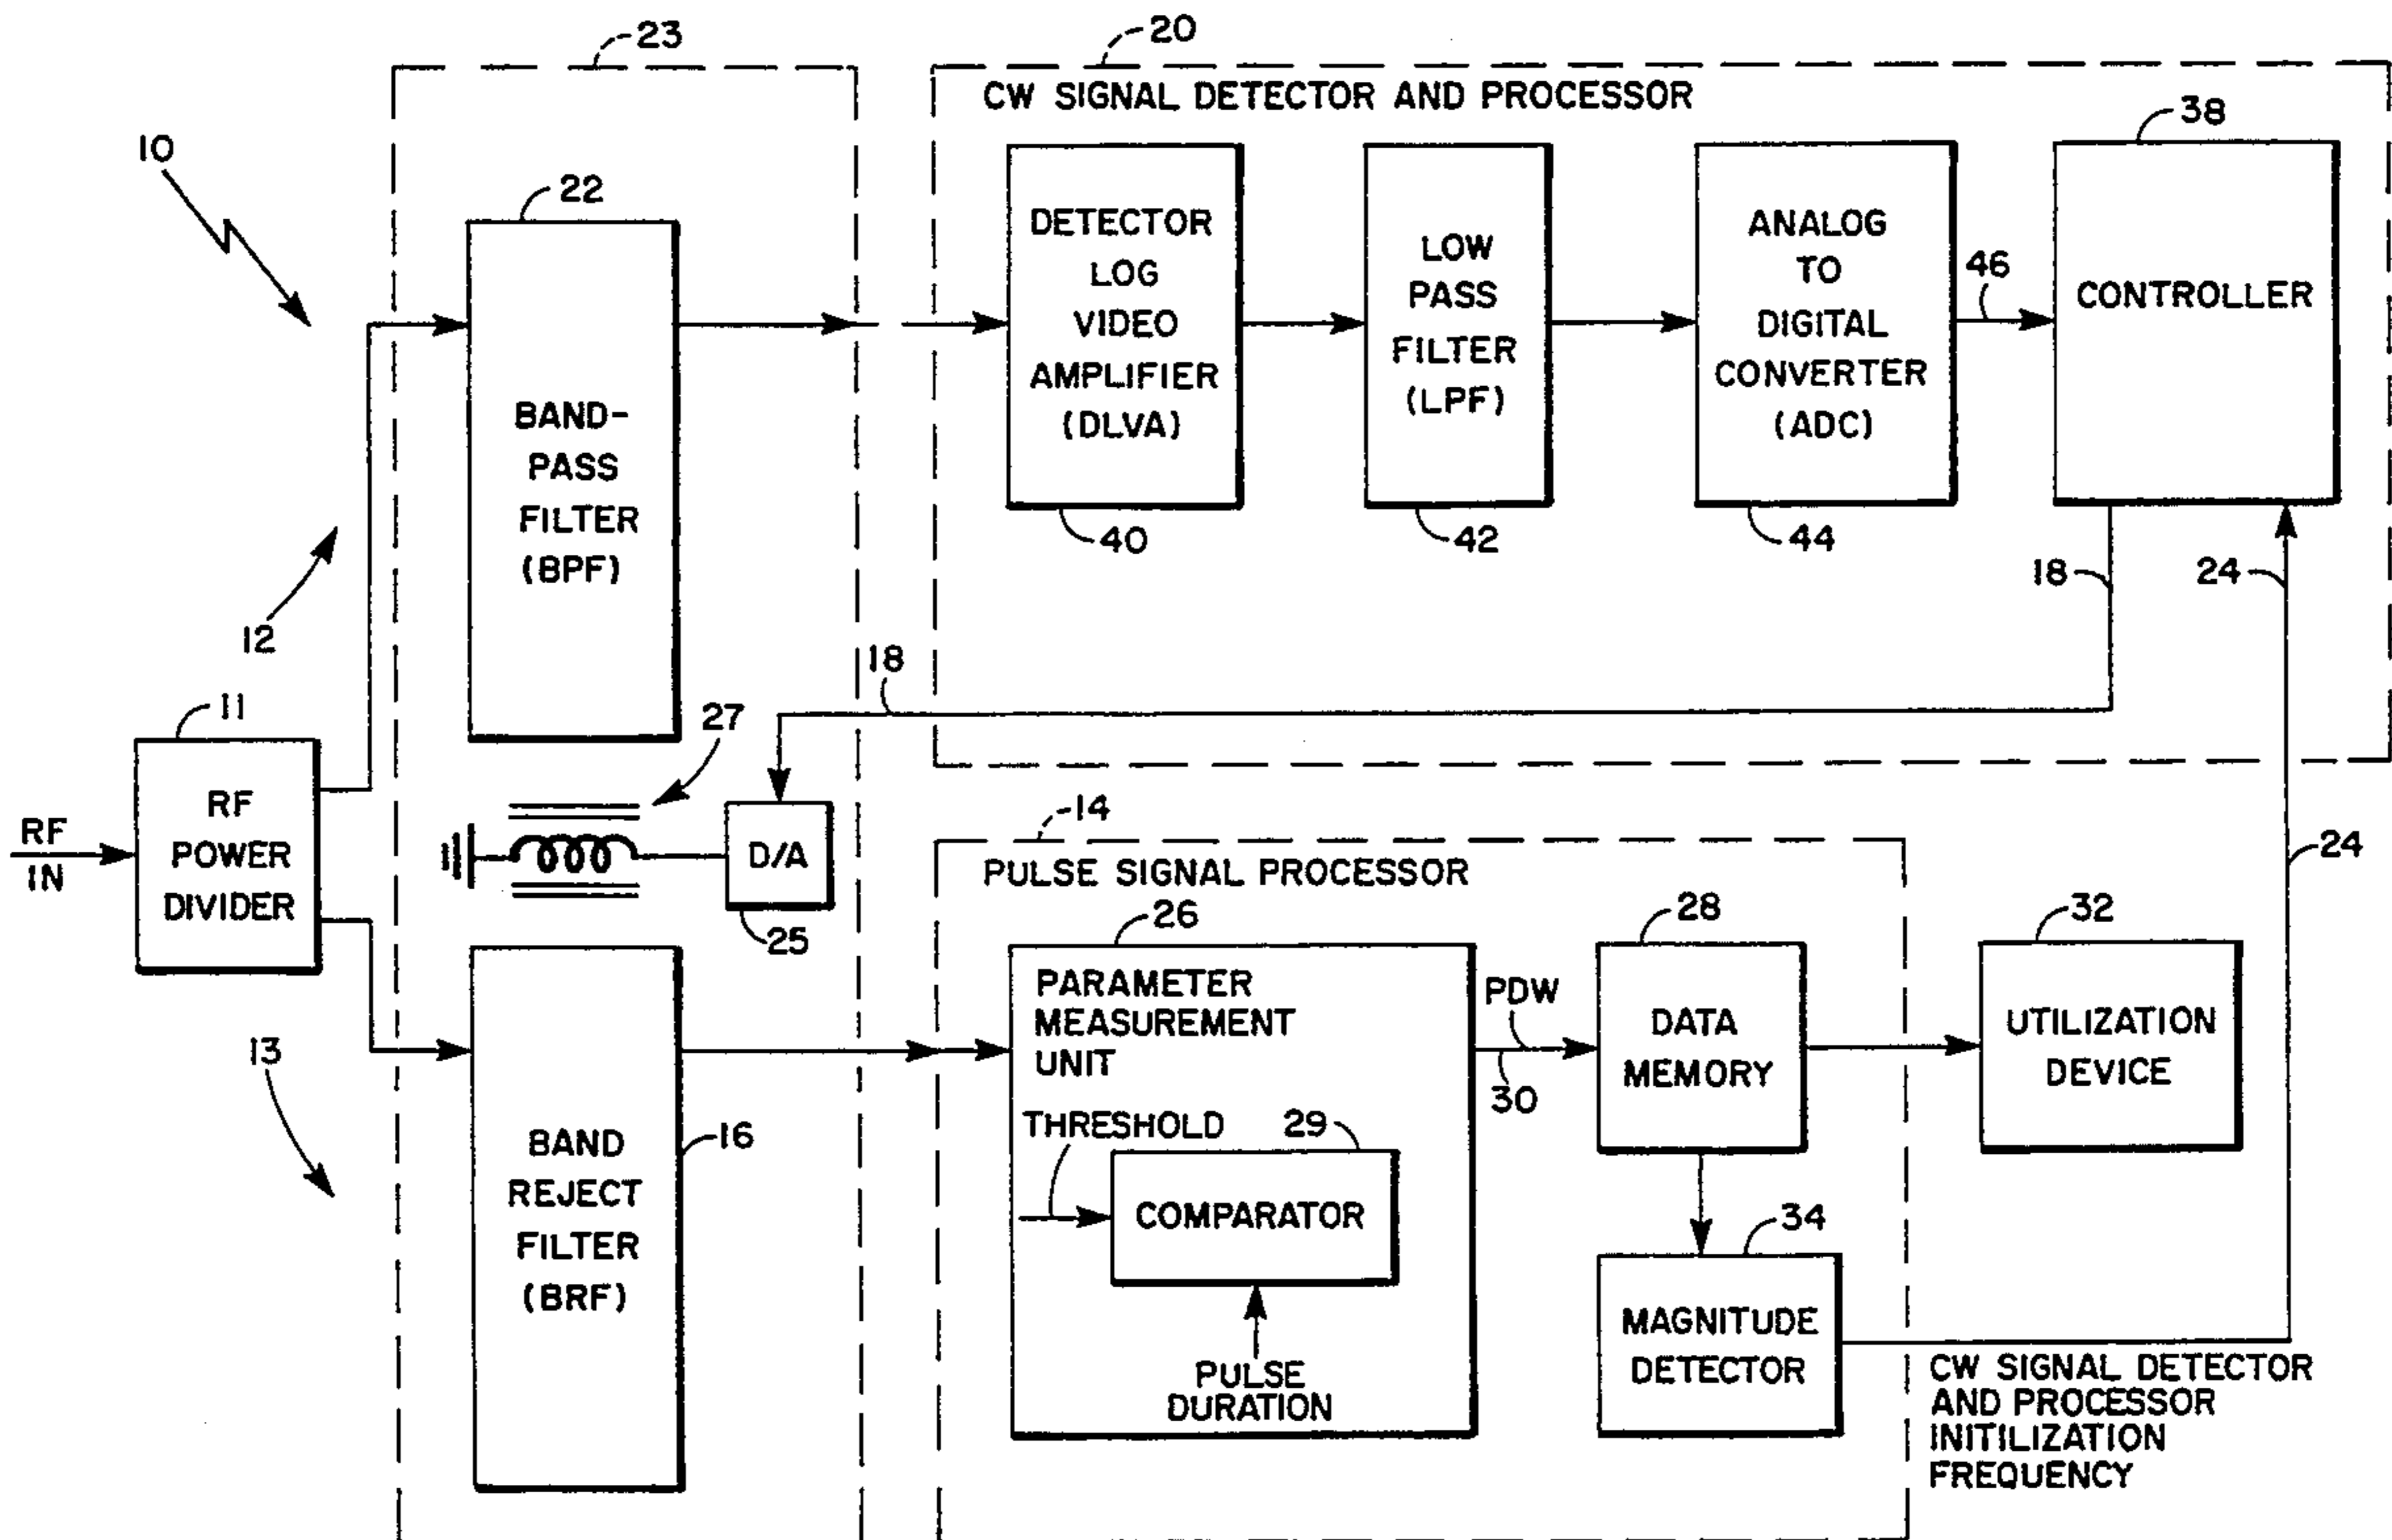 23
20
CW SIGNAL DETECTOR AND PROCESSOR
10
22
38
BAND-
PASS
FILTER
(BPF)
DETECTOR
LOG
VIDEO
AMPLIFIER
(DLVA)
LOW
PASS
FILTER
(LPF)
ANALOG
TO
DIGITAL
CONVERTER
(ADC)
46
CONTROLLER
40
42
44
18
24
12
18
11
27
RF
IN
RF
POWER
DIVIDER
D/A
25
14
PULSE SIGNAL PROCESSOR
24
26
28
32
PARAMETER
MEASUREMENT
UNIT
PDW
30
DATA
MEMORY
UTILIZATION
DEVICE
13
16
BAND
REJECT
FILTER
(BRF)
THRESHOLD
29
COMPARATOR
PULSE
DURATION
34
MAGNITUDE
DETECTOR
CW SIGNAL DETECTOR
AND PROCESSOR
INITILIZATION
FREQUENCY